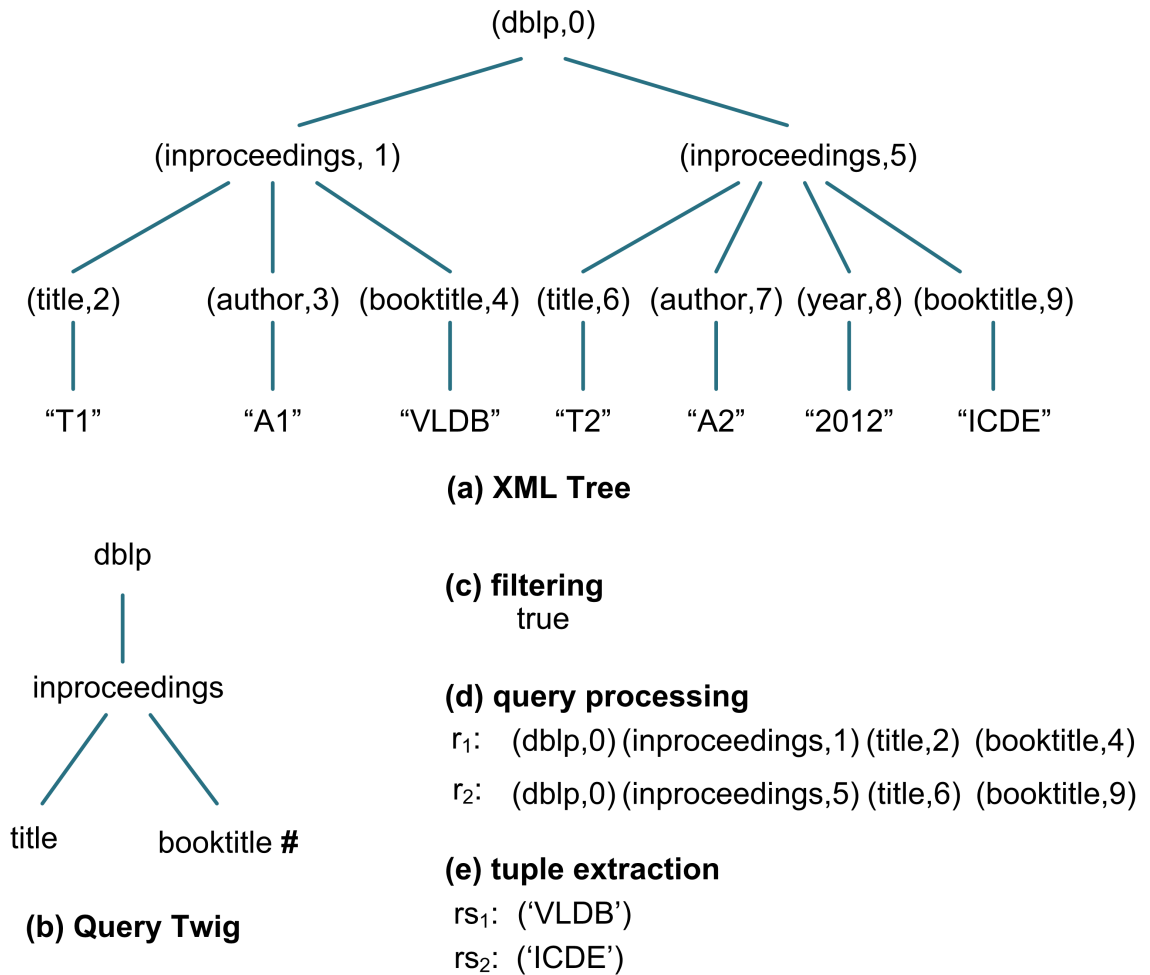 (dblp,0)
(inproceedings, 1) (inproceedings,5)
(title,2) (author,3) (booktitle,4) (title,6) (author,7) (year,8) (booktitle,9)
“T1” “A1” “VLDB” “T2” “A2” “2012” “ICDE”
(a) XML Tree
dblp
inproceedings
title booktitle #
(b) Query Twig
(c) filtering
true
(d) query processing
r1: (dblp,0) (inproceedings,1) (title,2) (booktitle,4)
r2: (dblp,0) (inproceedings,5) (title,6) (booktitle,9)
(e) tuple extraction
rs1: (‘VLDB’)
rs2: (‘ICDE’)